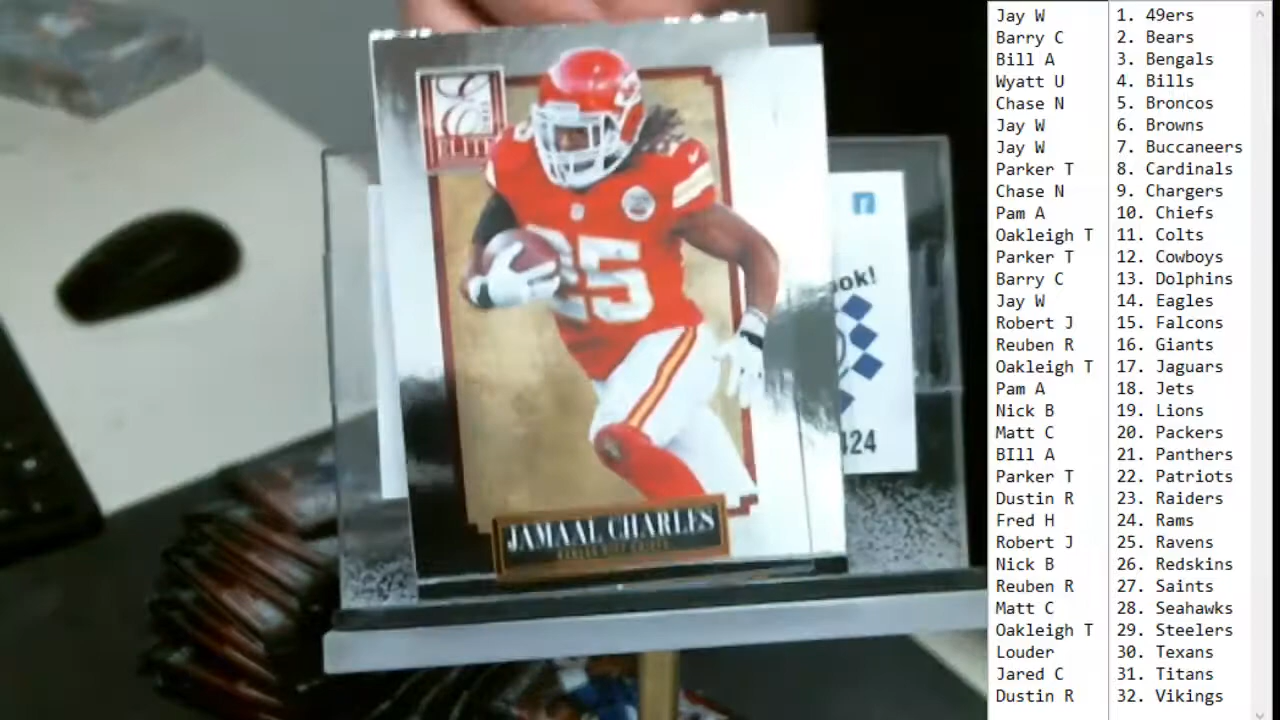 ELITE
25
JAMAAL CHARLES
ook!
424
Jay W 1. 49ers
Barry C 2. Bears
Bill A 3. Bengals
Wyatt U 4. Bills
Chase N 5. Broncos
Jay W 6. Browns
Jay W 7. Buccaneers
Parker T 8. Cardinals
Chase N 9. Chargers
Pam A 10. Chiefs
Oakleigh T 11. Colts
Parker T 12. Cowboys
Barry C 13. Dolphins
Jay W 14. Eagles
Robert J 15. Falcons
Reuben R 16. Giants
Oakleigh T 17. Jaguars
Pam A 18. Jets
Nick B 19. Lions
Matt C 20. Packers
BIll A 21. Panthers
Parker T 22. Patriots
Dustin R 23. Raiders
Fred H 24. Rams
Robert J 25. Ravens
Nick B 26. Redskins
Reuben R 27. Saints
Matt C 28. Seahawks
Oakleigh T 29. Steelers
Louder 30. Texans
Jared C 31. Titans
Dustin R 32. Vikings